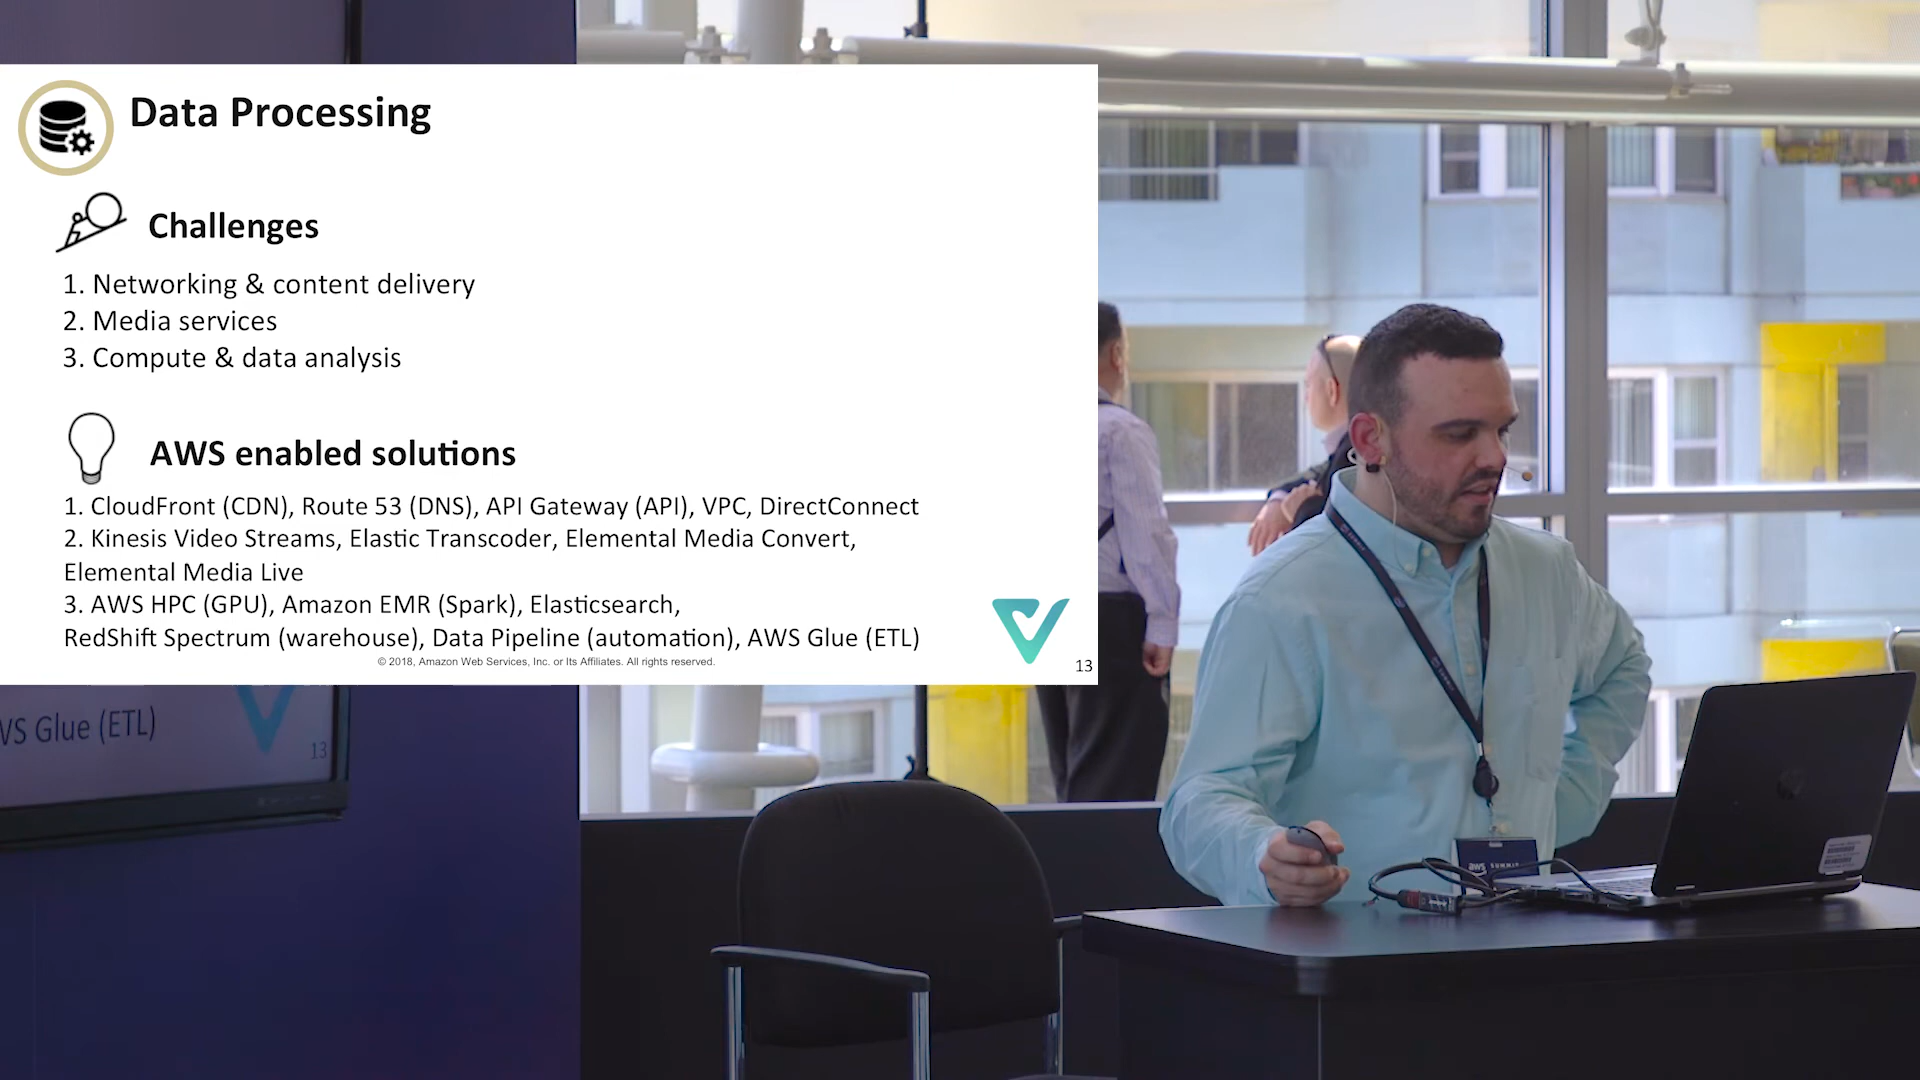 Data Processing
Challenges
1. Networking & content delivery
2. Media services
3. Compute & data analysis
AWS enabled solutions
1. CloudFront (CDN), Route 53 (DNS), API Gateway (API), VPC, DirectConnect
2. Kinesis Video Streams, Elastic Transcoder, Elemental Media Convert,
Elemental Media Live
3. AWS HPC (GPU), Amazon EMR (Spark), Elasticsearch,
RedShift Spectrum (warehouse), Data Pipeline (automation), AWS Glue (ETL)
© 2018, Amazon Web Services, Inc. or Its Affiliates. All rights reserved.
13
WS Glue (ETL)
13
aws SUMMIT